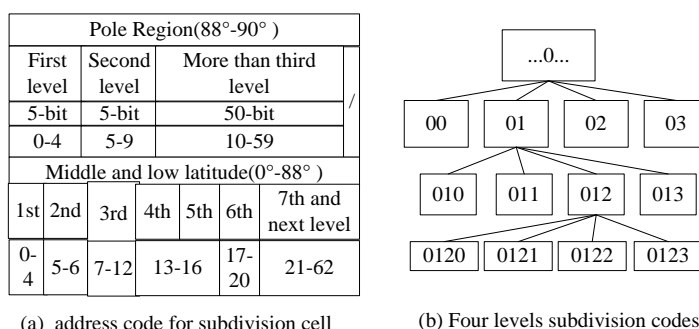 Pole Region(88°-90° )
First level Second level More than third level /
5-bit 5-bit 50-bit
0-4 5-9 10-59
Middle and low latitude(0°-88° )
1st 2nd 3rd 4th 5th 6th 7th and next level
0-4 5-6 7-12 13-16 17-20 21-62
(a) address code for subdivision cell
...0...
00 01 02 03
010 011 012 013
0120 0121 0122 0123
(b) Four levels subdivision codes